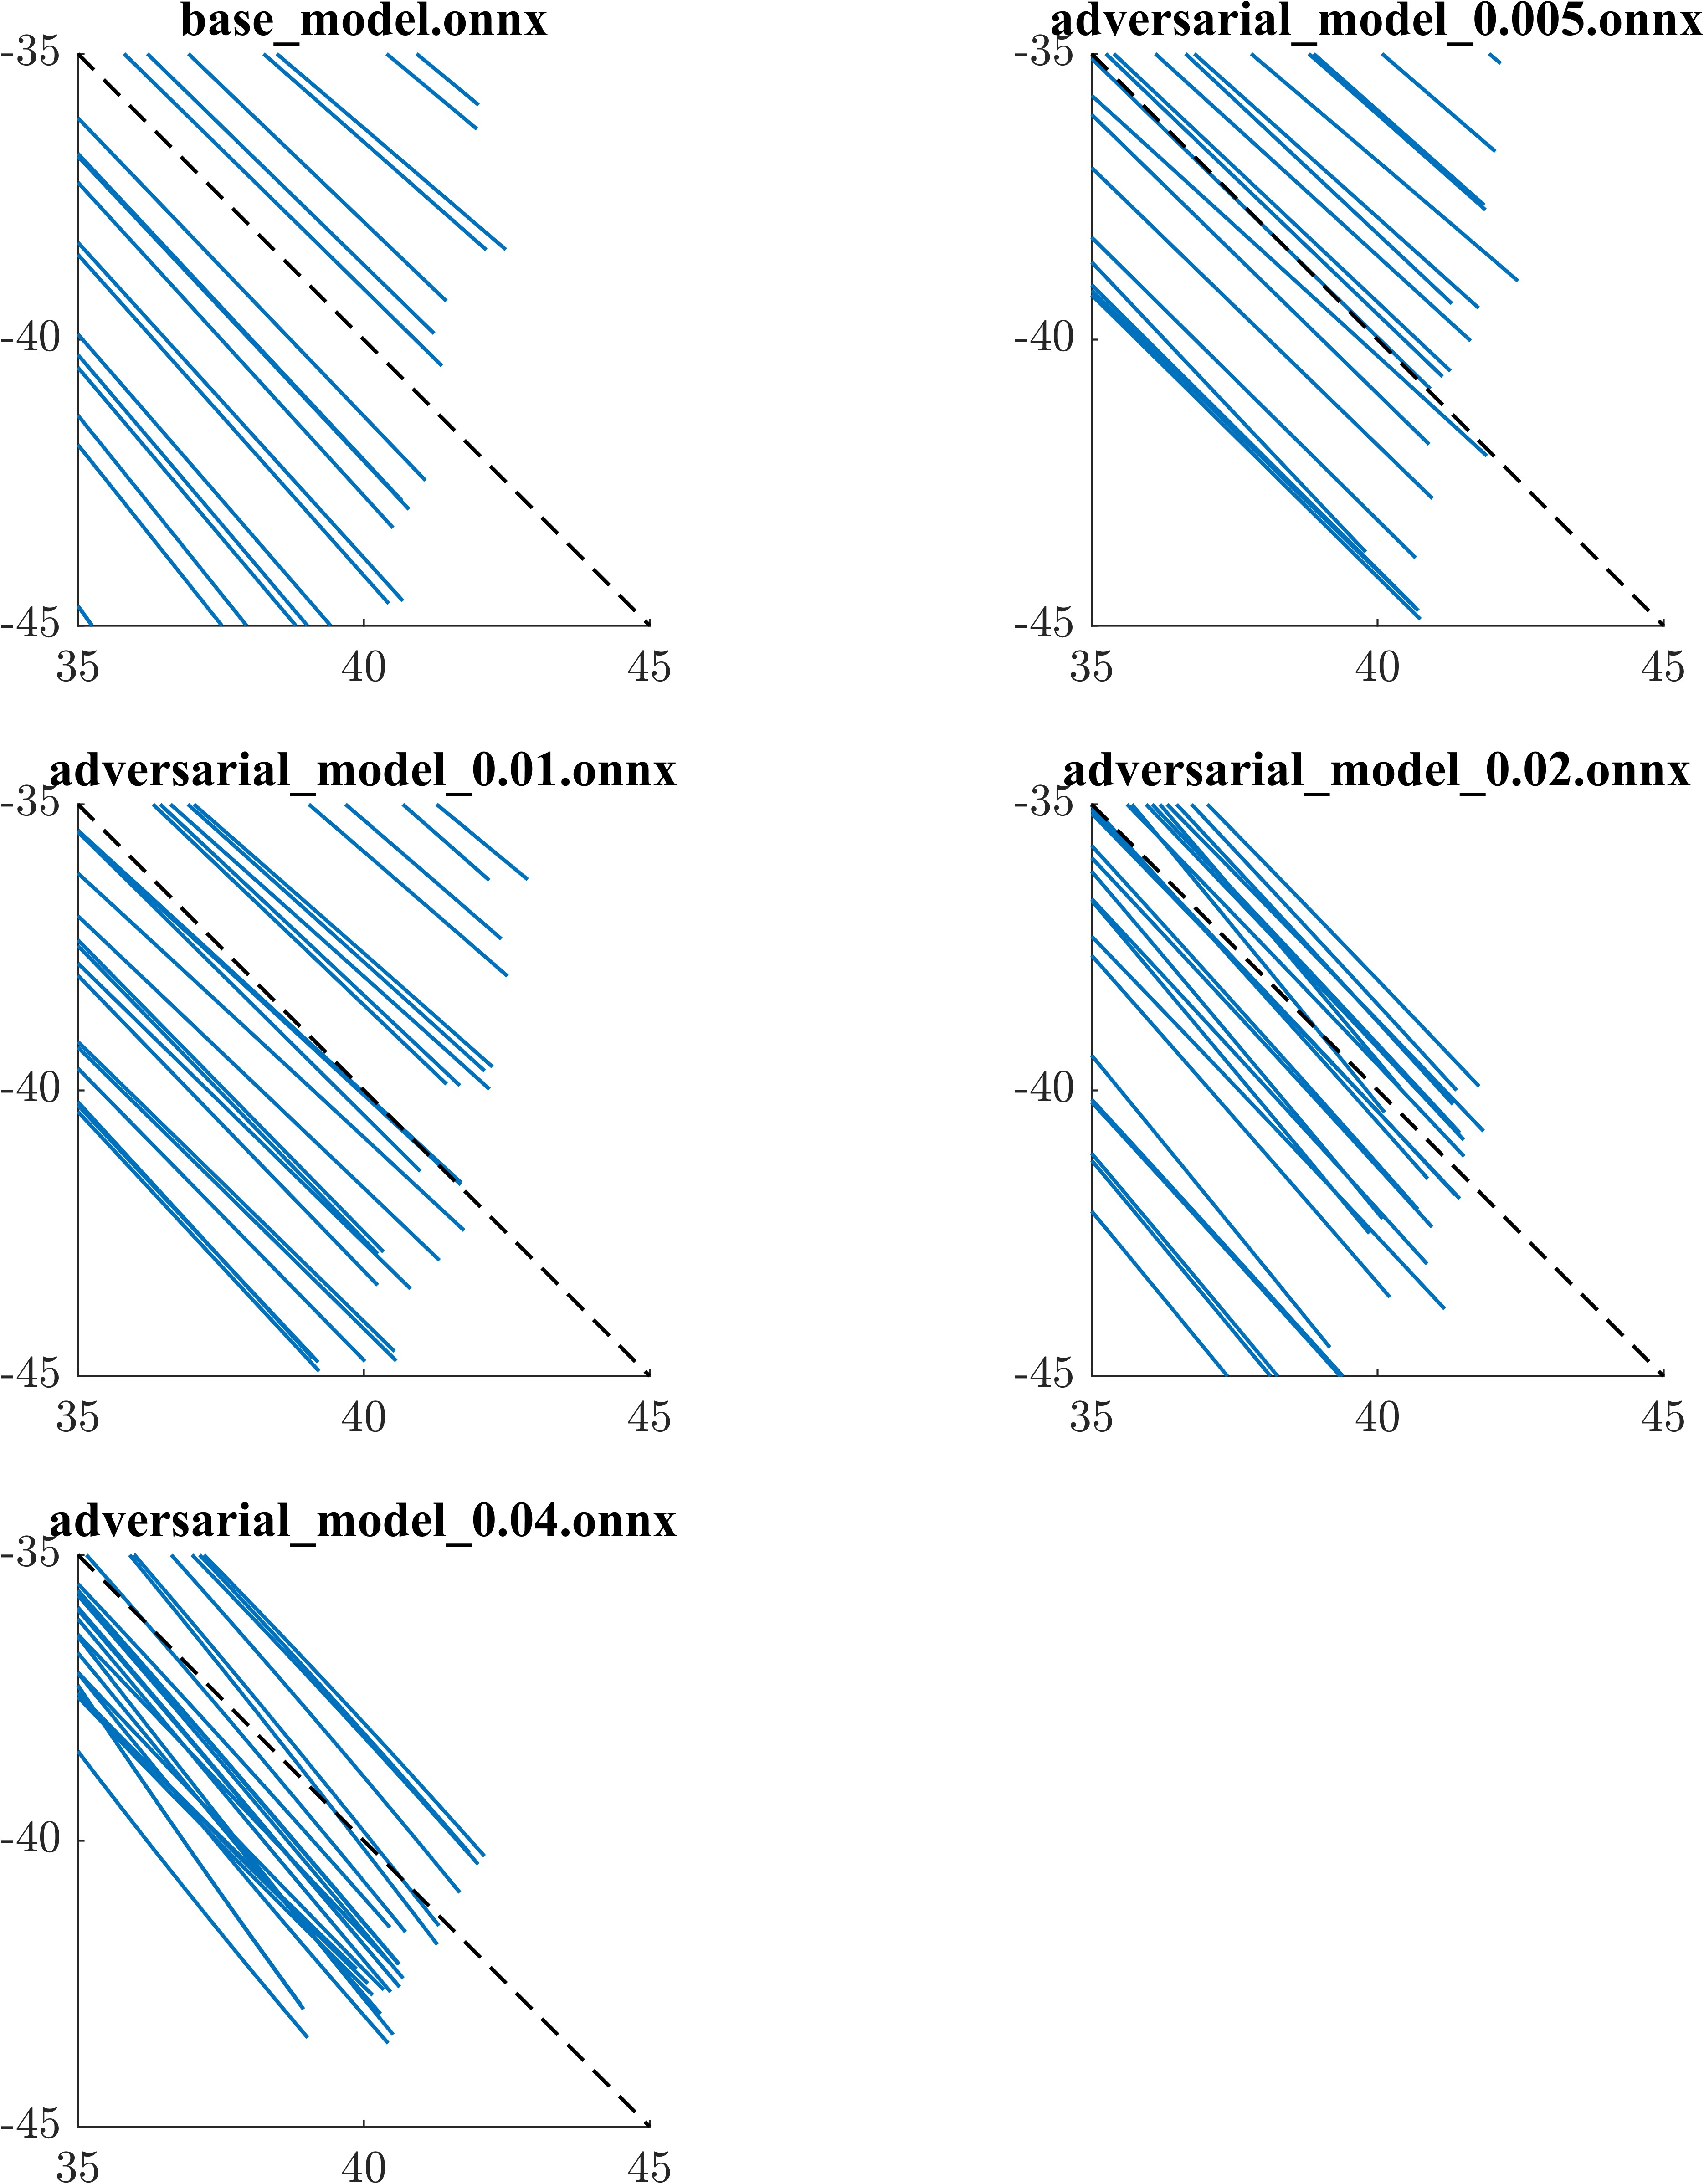 base_model.onnx
-35
-40
-45
35 40 45
adversarial_model_0.005.onnx
-35
-40
-45
35 40 45
adversarial_model_0.01.onnx
-35
-40
-45
35 40 45
adversarial_model_0.02.onnx
-35
-40
-45
35 40 45
adversarial_model_0.04.onnx
-35
-40
-45
35 40 45